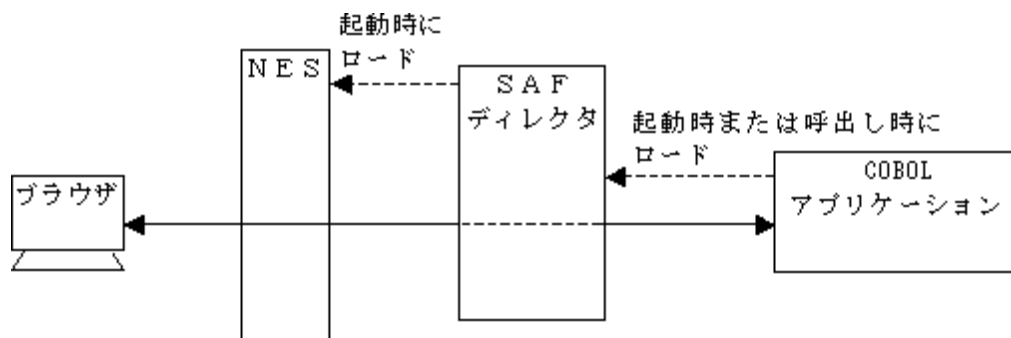 起動時に
ロード
ＮＥＳ
ＳＡＦ
ディレクタ
起動時または呼出し時に
ロード
COBOL
アプリケーション
ブラウザ